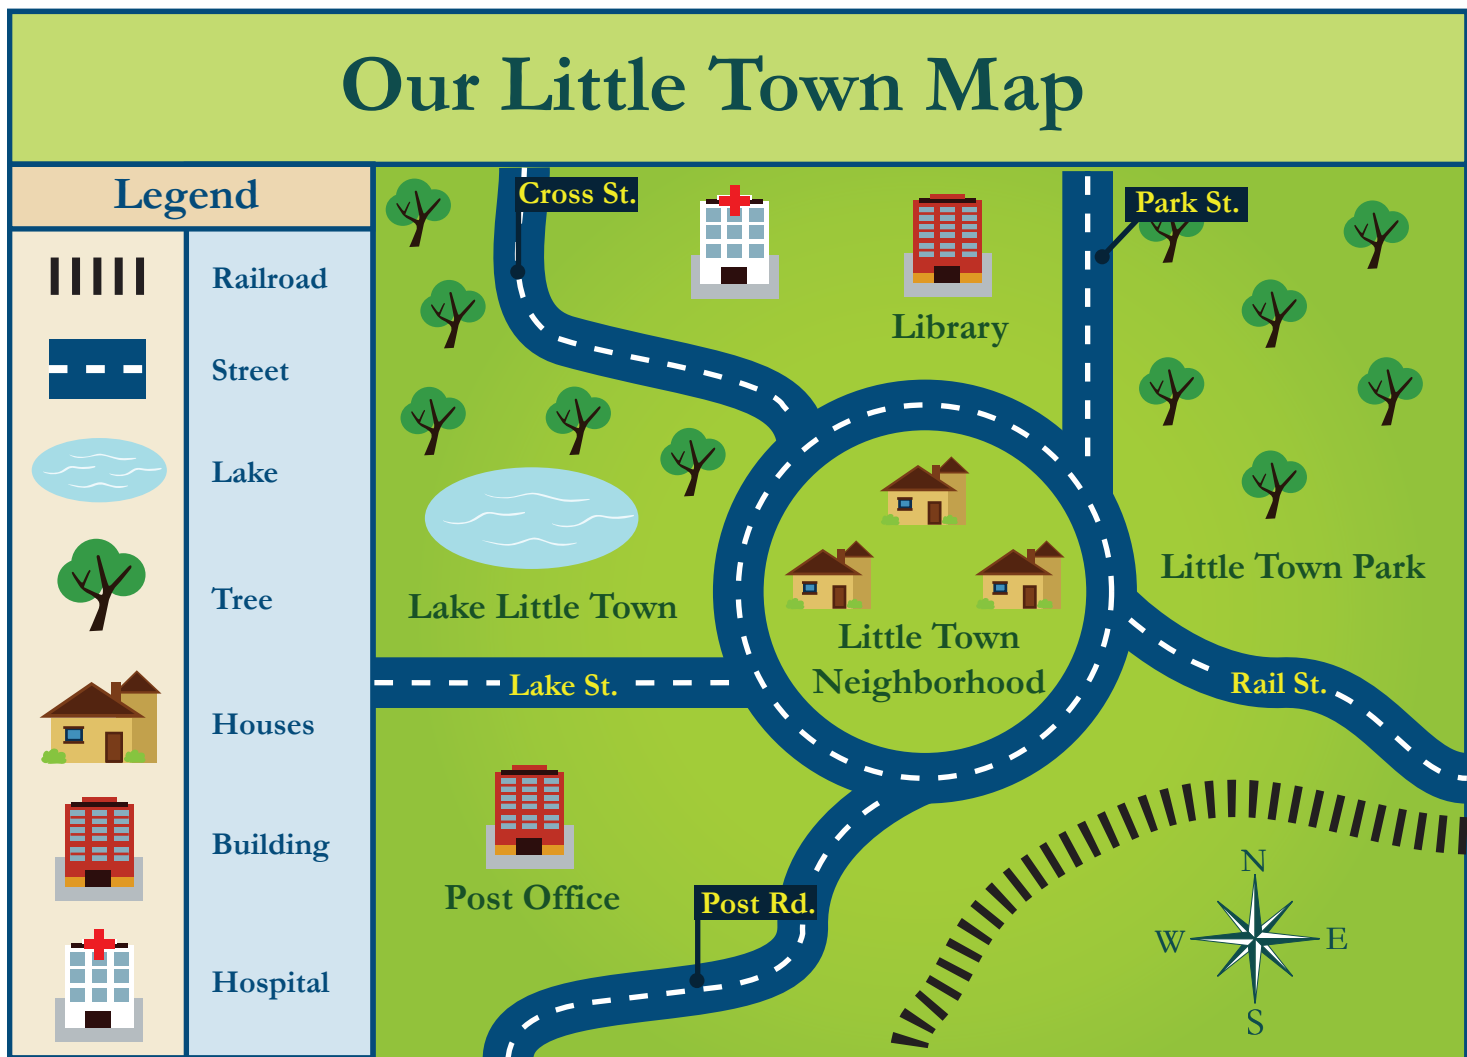 Our Little Town Map
Legend
Railroad
Street
Lake
Tree
Houses
Building
Hospital
Cross St.
Park St.
Library
Little Town Park
Lake Little Town
Little Town
Neighborhood
Lake St.
Rail St.
Post Office
Post Rd.
N
W
E
S